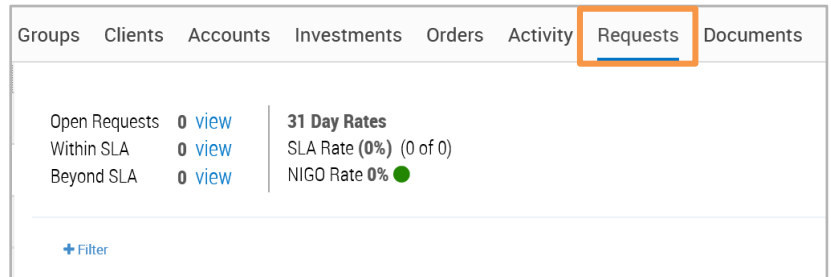 Groups Clients Accounts Investments Orders Activity Requests Documents
Open Requests 0 view
Within SLA 0 view
Beyond SLA 0 view
31 Day Rates
SLA Rate (0%) (0 of 0)
NIGO Rate 0%
+ Filter